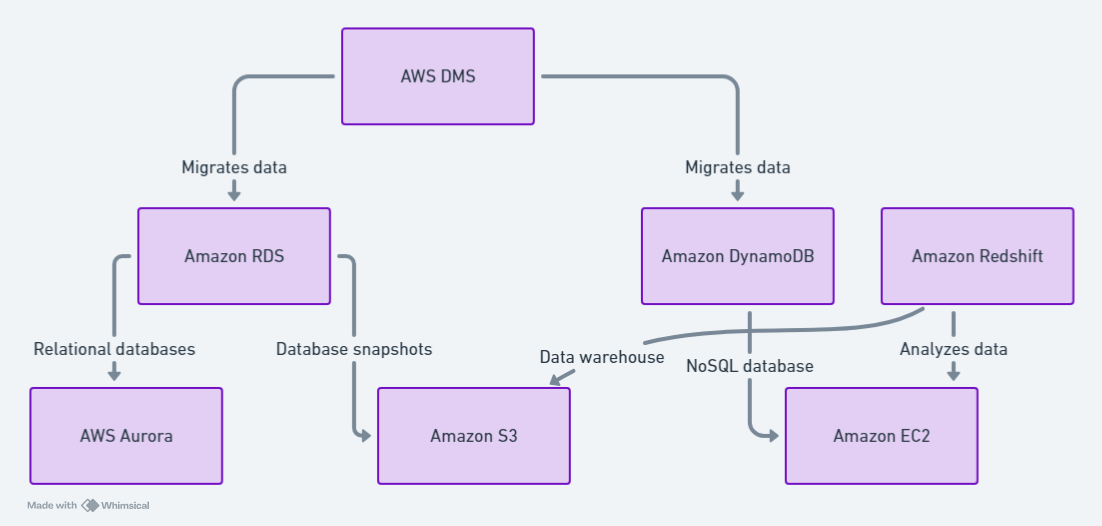 AWS DMS
Migrates data
Migrates data
Amazon RDS
Amazon DynamoDB
Amazon Redshift
Relational databases
Database snapshots
Data warehouse
NoSQL database
Analyzes data
AWS Aurora
Amazon S3
Amazon EC2
Made with Whimsical